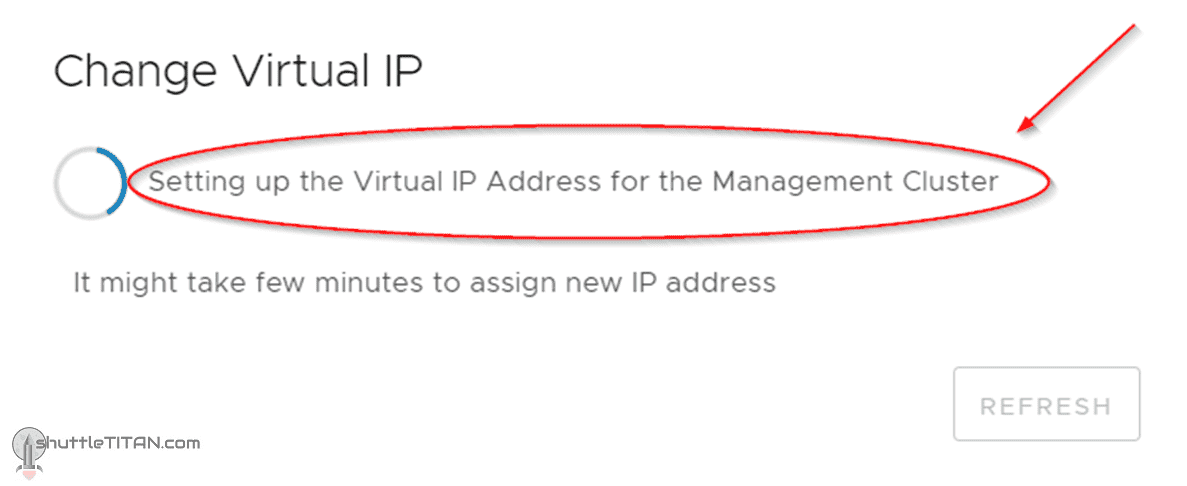 Change Virtual IP
Setting up the Virtual IP Address for the Management Cluster
It might take few minutes to assign new IP address
REFRESH
shuttleTITAN.com